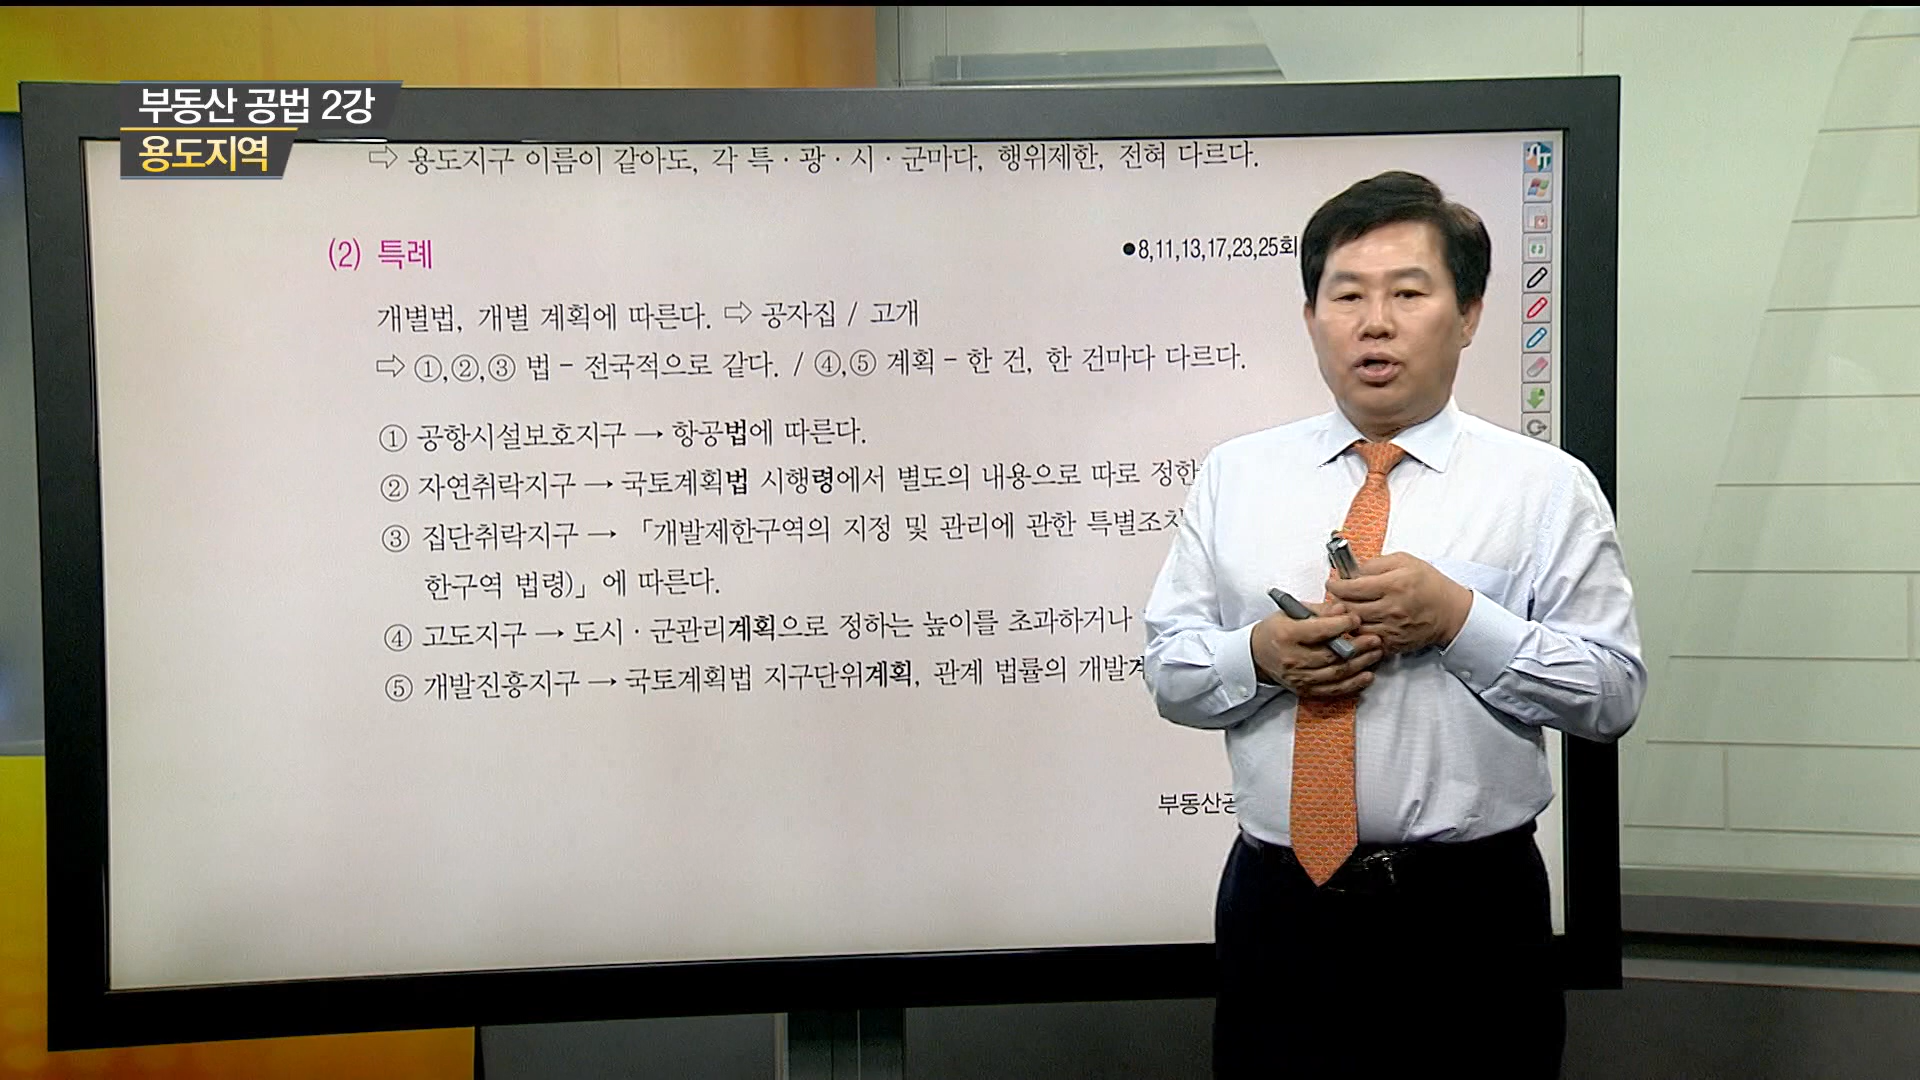 부동산 공법 2강
용도지역
⇨ 용도지구 이름이 같아도, 각 특·광·시·군마다, 행위제한, 전혀 다르다.
(2) 특례
●8,11,13,17,23,25회
개별법, 개별 계획에 따른다. ⇨ 공자집 / 고개
⇨ ①,②,③ 법 - 전국적으로 같다. / ④,⑤ 계획 - 한 건, 한 건마다 다르다.
① 공항시설보호지구 → 항공법에 따른다.
② 자연취락지구 → 국토계획법 시행령에서 별도의 내용으로 따로 정한
③ 집단취락지구 → 「개발제한구역의 지정 및 관리에 관한 특별조치
한구역 법령)」에 따른다.
④ 고도지구 → 도시·군관리계획으로 정하는 높이를 초과하거나
⑤ 개발진흥지구 → 국토계획법 지구단위계획, 관계 법률의 개발계
부동산공